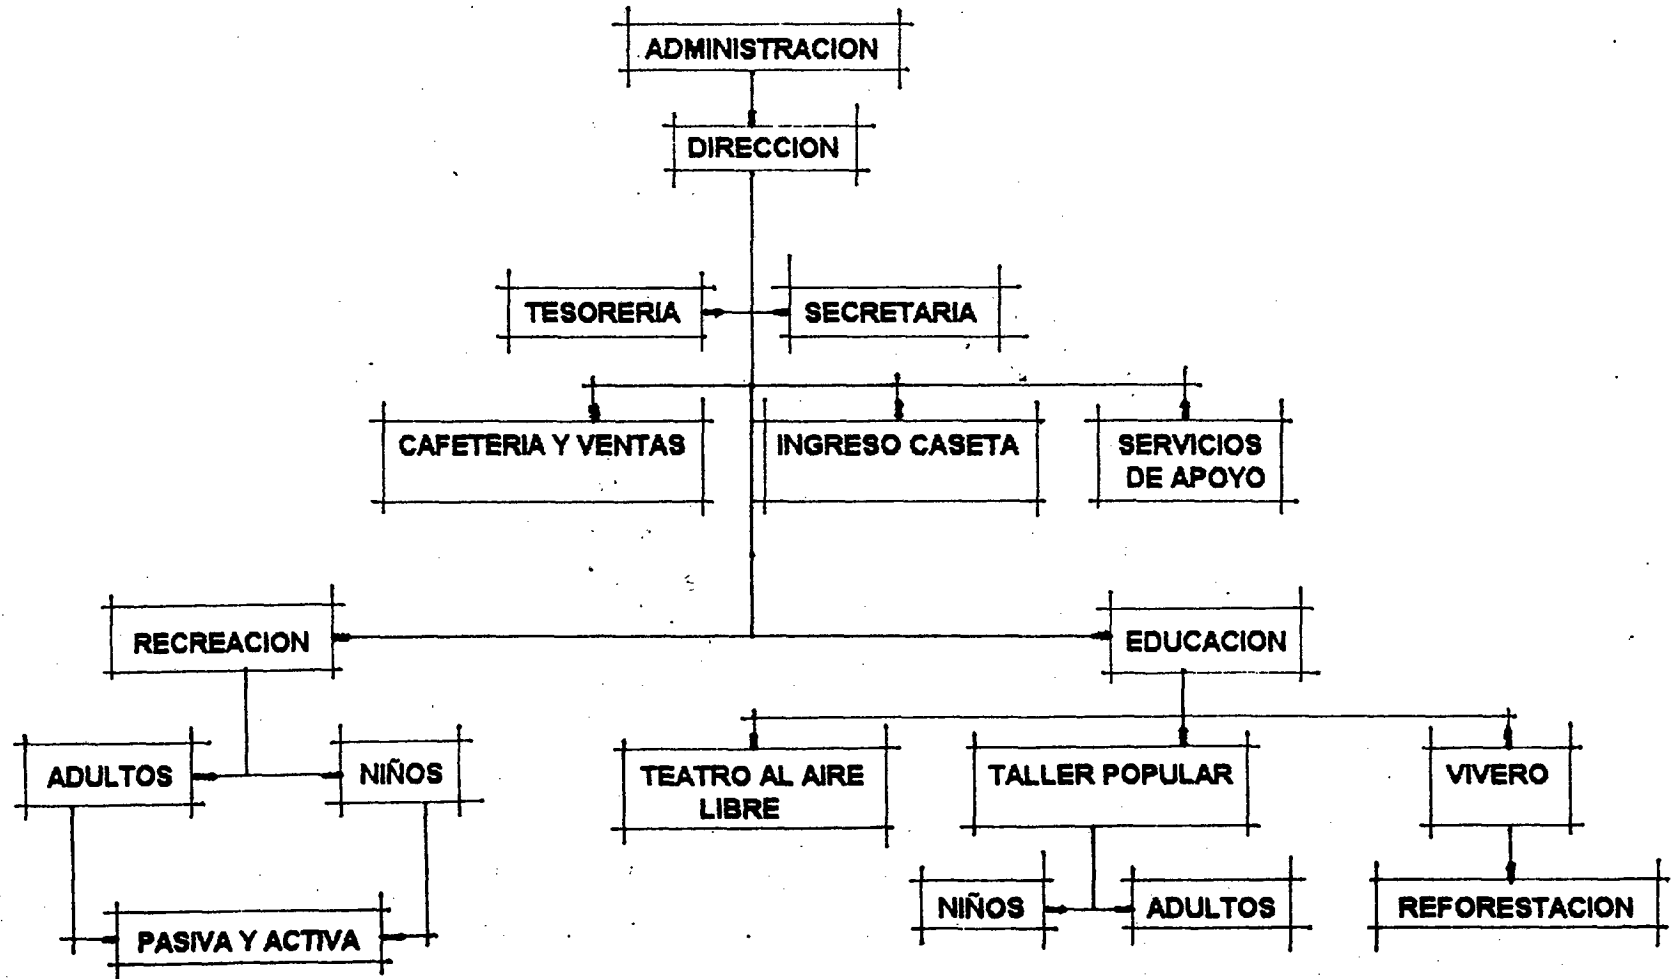 ADMINISTRACION
DIRECCION
TESORERIA
SECRETARIA
CAFETERIA Y VENTAS
INGRESO CASETA
SERVICIOS
DE APOYO
RECREACION
EDUCACION
ADULTOS
NIÑOS
TEATRO AL AIRE
LIBRE
TALLER POPULAR
VIVERO
NIÑOS
ADULTOS
REFORESTACION
PASIVA Y ACTIVA